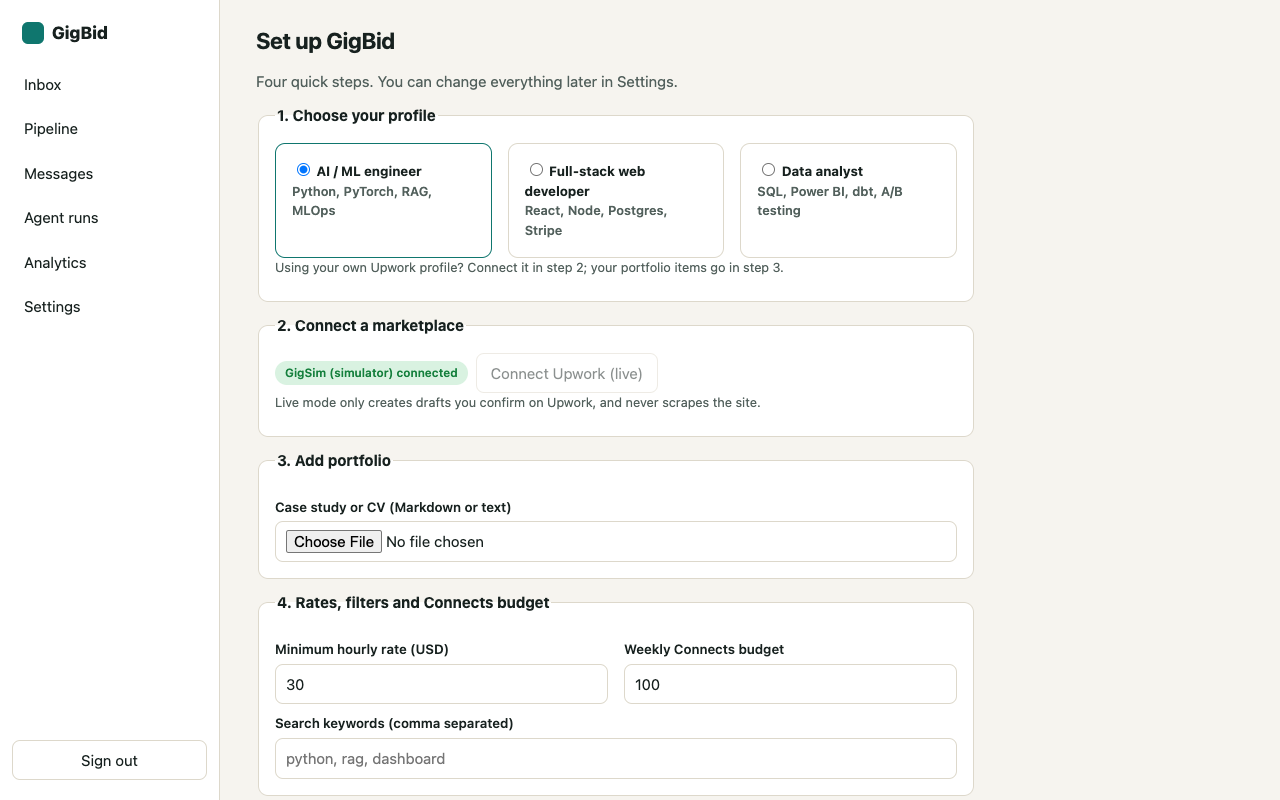 GigBid
Inbox
Pipeline
Messages
Agent runs
Analytics
Settings
Sign out
Set up GigBid
Four quick steps. You can change everything later in Settings.
1. Choose your profile
AI / ML engineer
Python, PyTorch, RAG,
MLOps
Full-stack web
developer
React, Node, Postgres,
Stripe
Data analyst
SQL, Power BI, dbt, A/B
testing
Using your own Upwork profile? Connect it in step 2; your portfolio items go in step 3.
2. Connect a marketplace
GigSim (simulator) connected
Connect Upwork (live)
Live mode only creates drafts you confirm on Upwork, and never scrapes the site.
3. Add portfolio
Case study or CV (Markdown or text)
Choose File No file chosen
4. Rates, filters and Connects budget
Minimum hourly rate (USD)
30
Weekly Connects budget
100
Search keywords (comma separated)
python, rag, dashboard